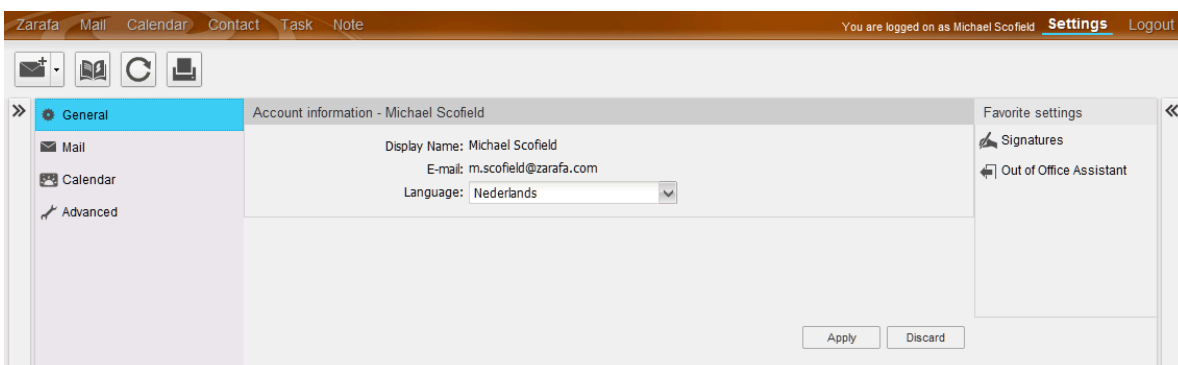 Zarafa Mail Calendar Contact Task Note You are logged on as Michael Scofield Settings Logout
General
Mail
Calendar
Advanced
Account information - Michael Scofield
Display Name: Michael Scofield
E-mail: m.scofield@zarafa.com
Language: Nederlands
Apply Discard
Favorite settings
Signatures
Out of Office Assistant